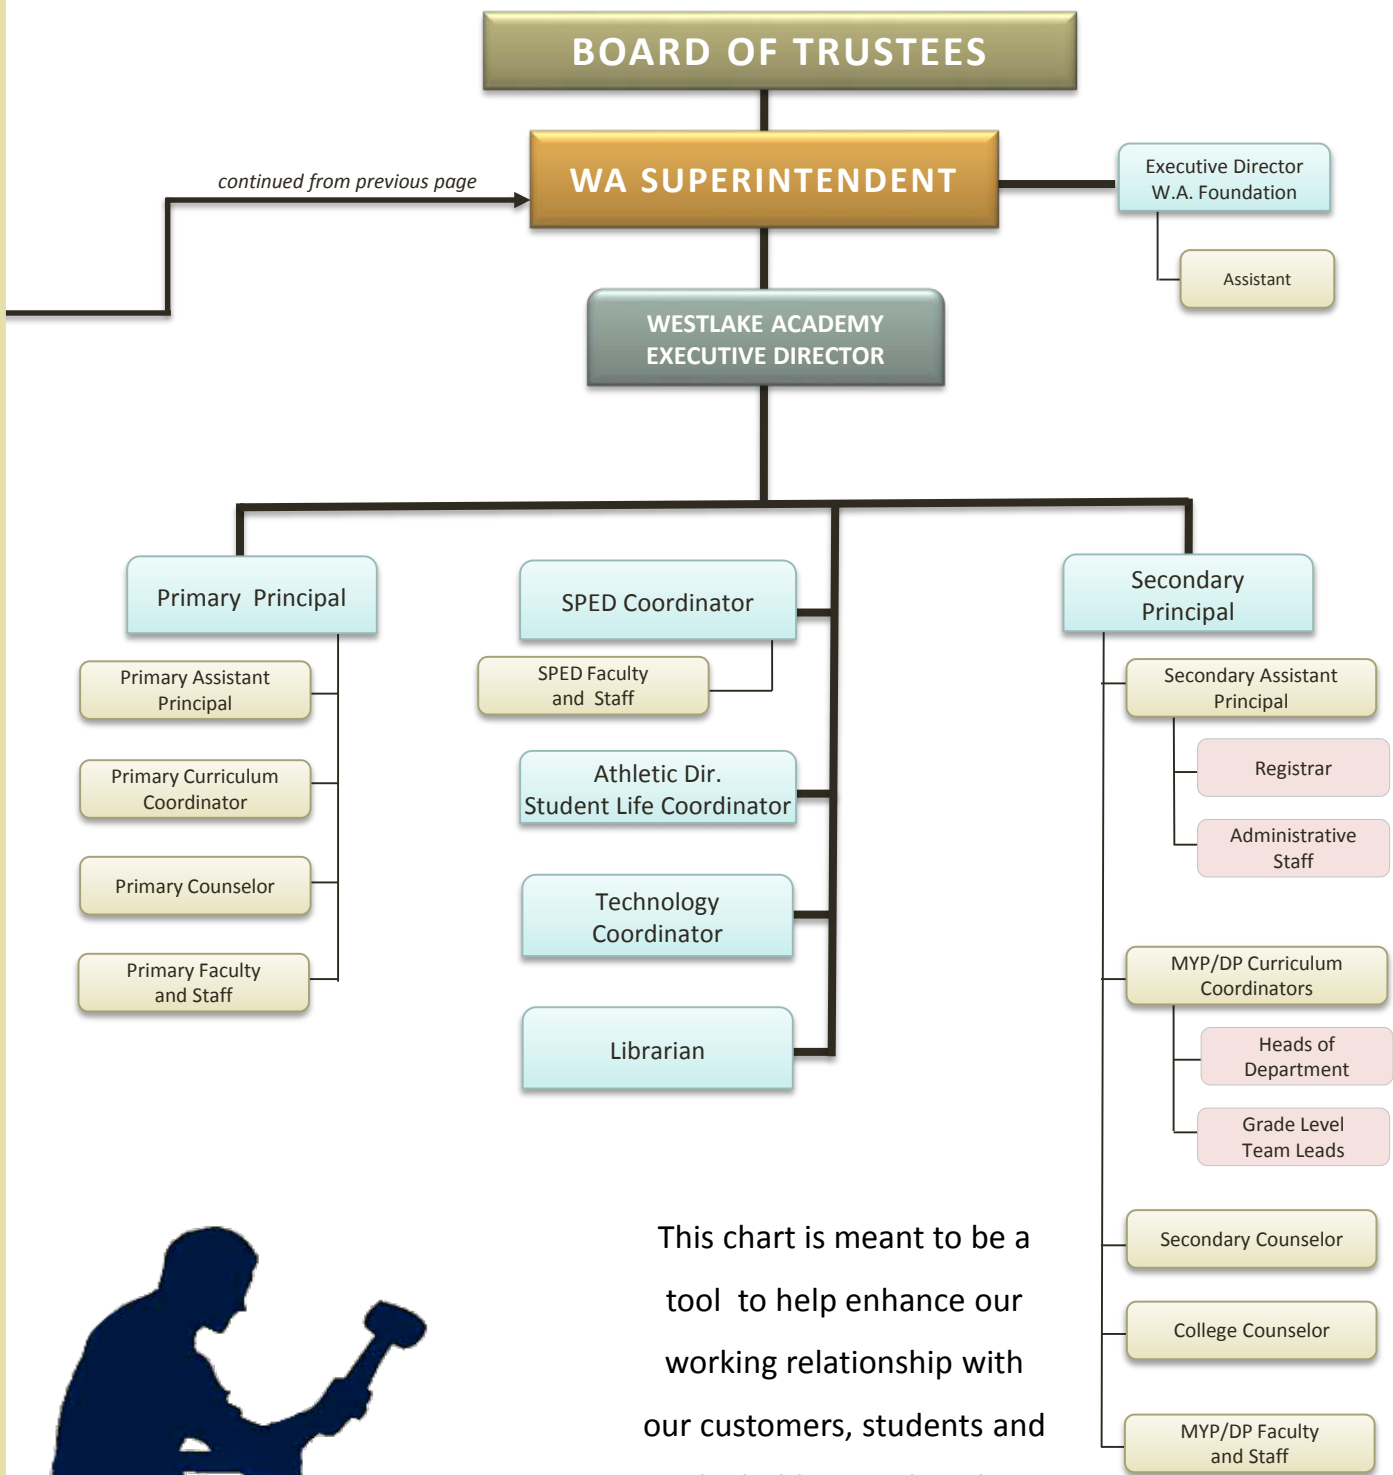 BOARD OF TRUSTEES
continued from previous page
WA SUPERINTENDENT
Executive Director
W.A. Foundation
Assistant
WESTLAKE ACADEMY
EXECUTIVE DIRECTOR
Primary Principal
Primary Assistant
Principal
Primary Curriculum
Coordinator
Primary Counselor
Primary Faculty
and Staff
SPED Coordinator
SPED Faculty
and Staff
Athletic Dir.
Student Life Coordinator
Technology
Coordinator
Librarian
Secondary
Principal
Secondary Assistant
Principal
Registrar
Administrative
Staff
MYP/DP Curriculum
Coordinators
Heads of
Department
Grade Level
Team Leads
Secondary Counselor
College Counselor
MYP/DP Faculty
and Staff
This chart is meant to be a
tool to help enhance our
working relationship with
our customers, students and